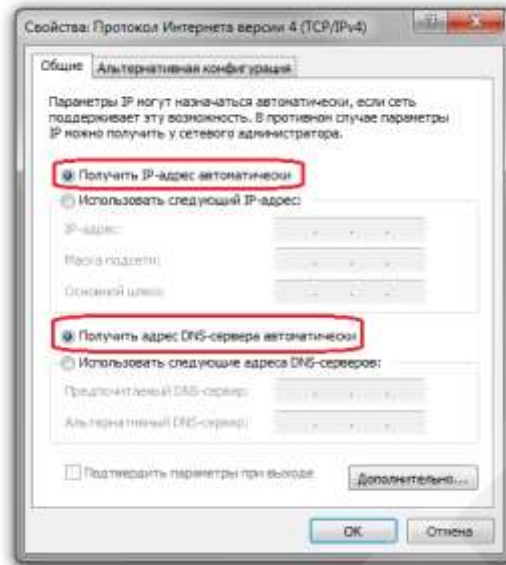 Свойства: Протокол Интернета версии 4 (TCP/IPv4)
Общие
Альтернативная конфигурация
Параметры IP могут назначаться автоматически, если сеть
поддерживает эту возможность. В противном случае параметры
IP можно получить у сетевого администратора.
Получить IP-адрес автоматически
Использовать следующий IP-адрес:
IP-адрес:
Маска подсети:
Основной шлюз:
Получить адрес DNS-сервера автоматически
Использовать следующие адреса DNS-серверов:
Предпочитаемый DNS-сервер:
Альтернативный DNS-сервер:
Подтвердить параметры при выходе
Дополнительно...
OK
Отмена